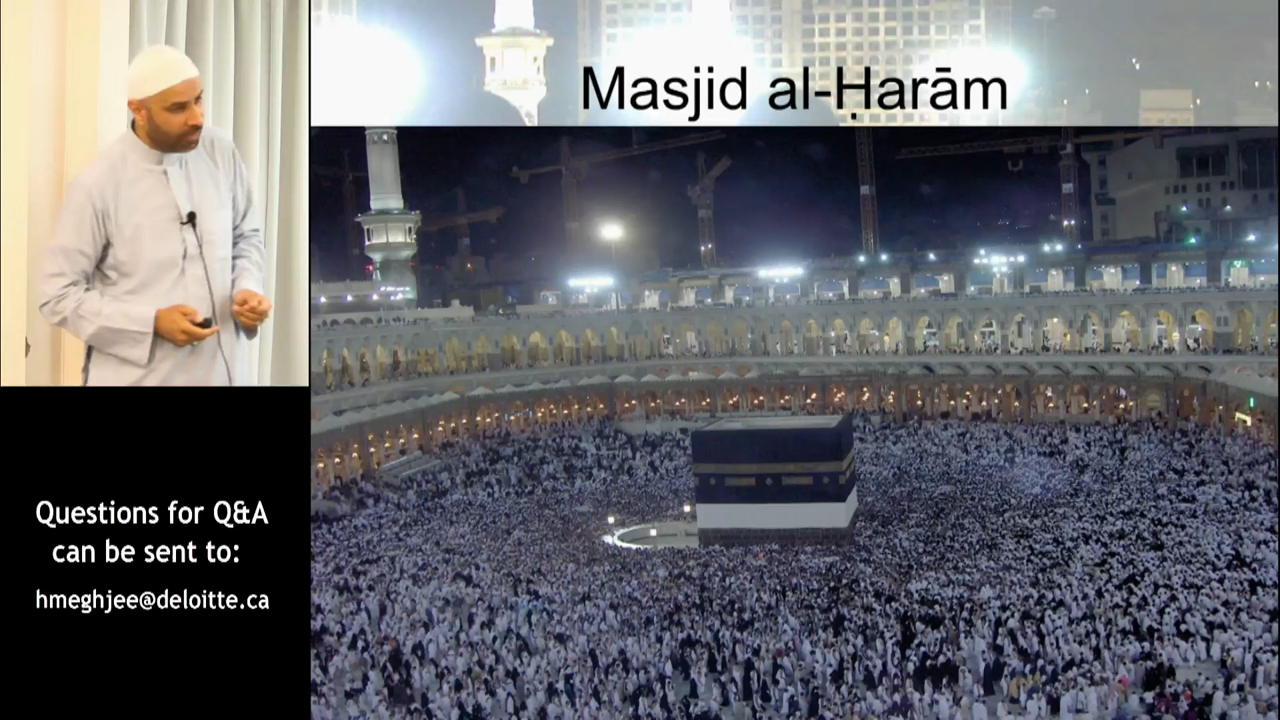 Masjid al-Ḥarām
Questions for Q&A
can be sent to:
hmeghjee@deloitte.ca